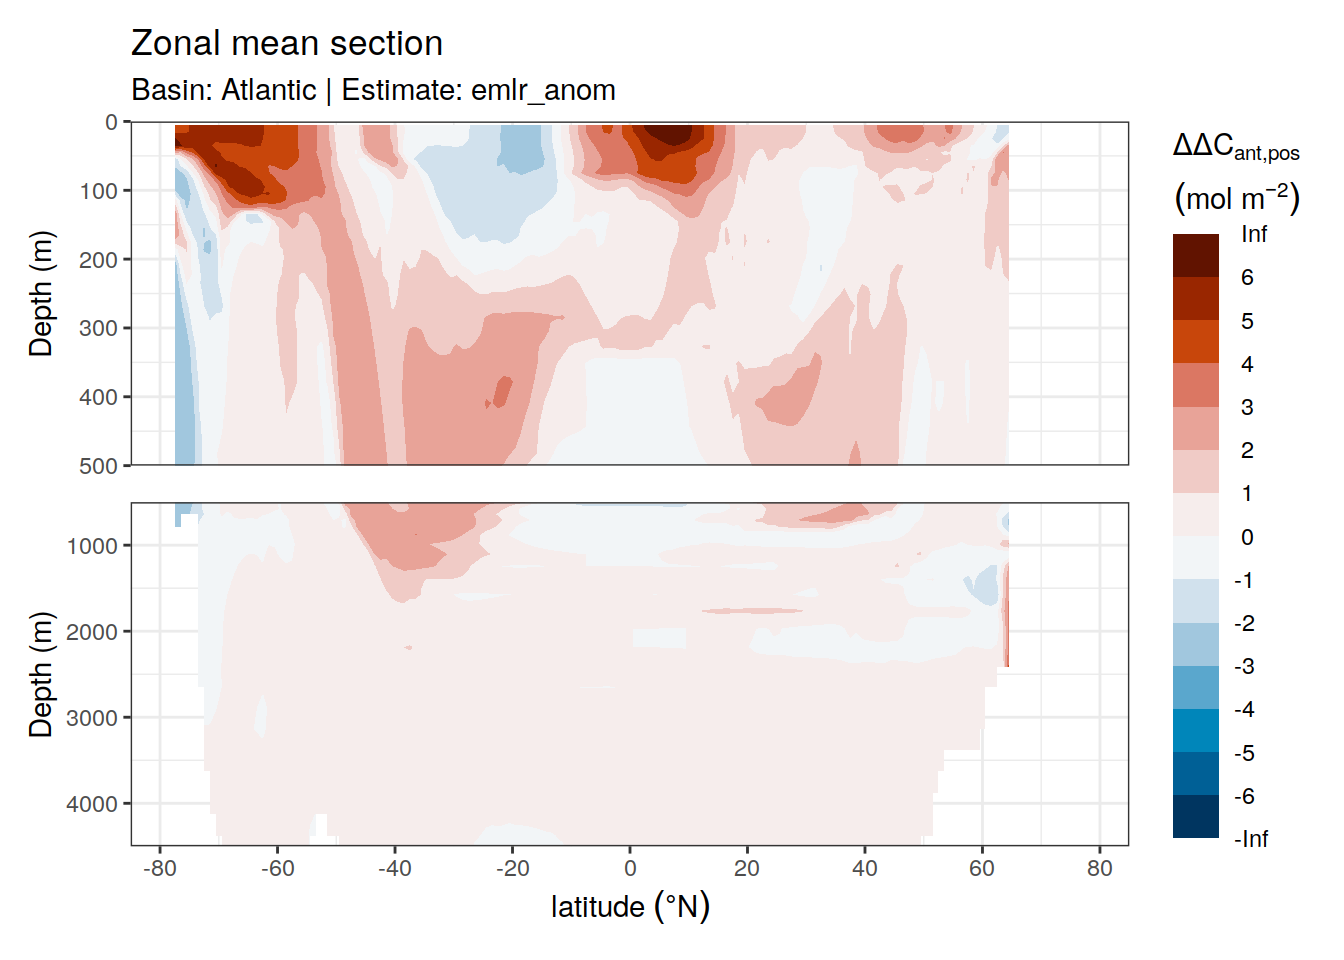 Zonal mean section
Basin: Atlantic | Estimate: emlr_anom
0
100
200
300
400
500
Depth (m)
1000
2000
3000
4000
Depth (m)
-80 -60 -40 -20 0 20 40 60 80
latitude (°N)
ΔΔCant,pos
(mol m−2)
Inf
6
5
4
3
2
1
0
-1
-2
-3
-4
-5
-6
-Inf